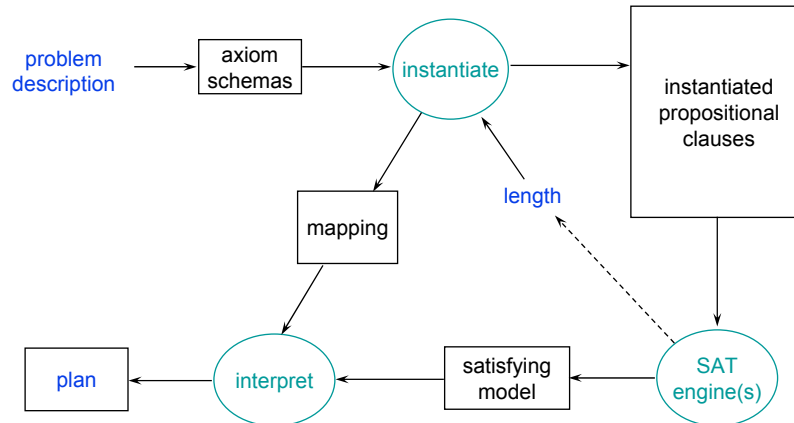 problem
description
axiom
schemas
instantiate
instantiated
propositional
clauses
mapping
length
plan
interpret
satisfying
model
SAT
engine(s)